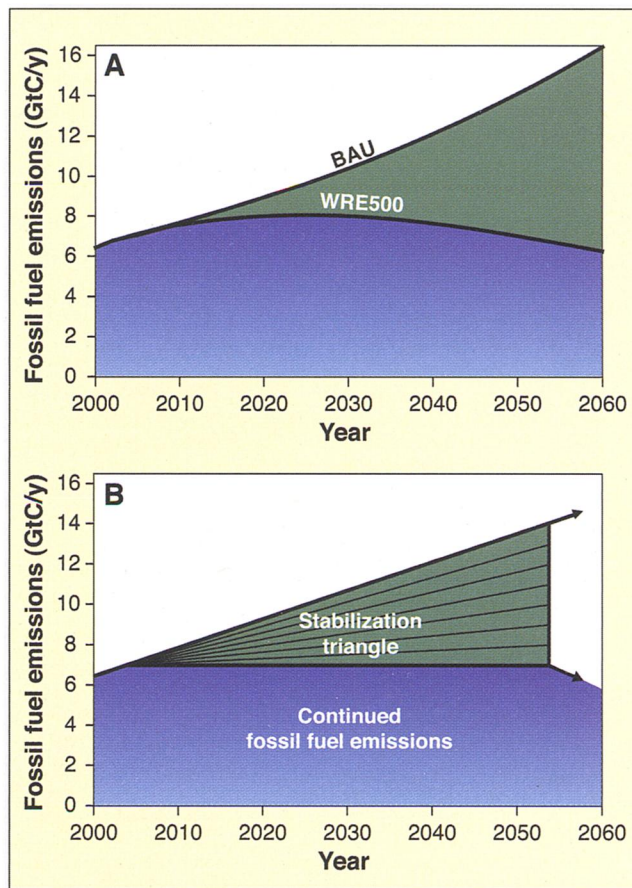 A
Fossil fuel emissions (GtC/y)
16
14
12
10
8
6
4
2
0
BAU
WRE500
2000
2010
2020
2030
2040
2050
2060
Year
B
Fossil fuel emissions (GtC/y)
16
14
12
10
8
6
4
2
0
Stabilization
triangle
Continued
fossil fuel emissions
2000
2010
2020
2030
2040
2050
2060
Year